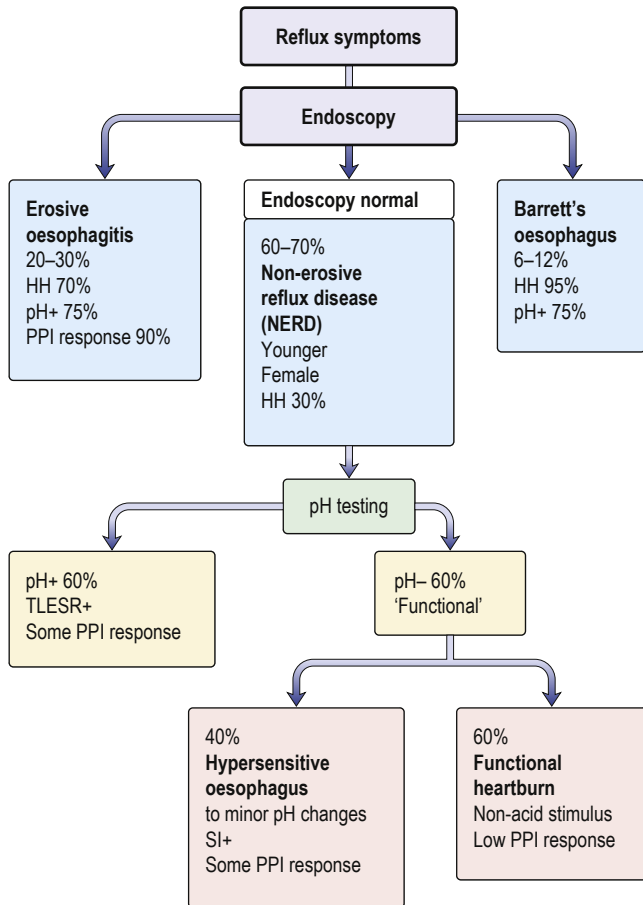 Reflux symptoms
Endoscopy
Erosive
oesophagitis
20–30%
HH 70%
pH+ 75%
PPI response 90%
Endoscopy normal
60–70%
Non-erosive
reflux disease
(NERD)
Younger
Female
HH 30%
Barrett's
oesophagus
6–12%
HH 95%
pH+ 75%
pH testing
pH+ 60%
TLESR+
Some PPI response
pH– 60%
‘Functional’
40%
Hypersensitive
oesophagus
to minor pH changes
SI+
Some PPI response
60%
Functional
heartburn
Non-acid stimulus
Low PPI response